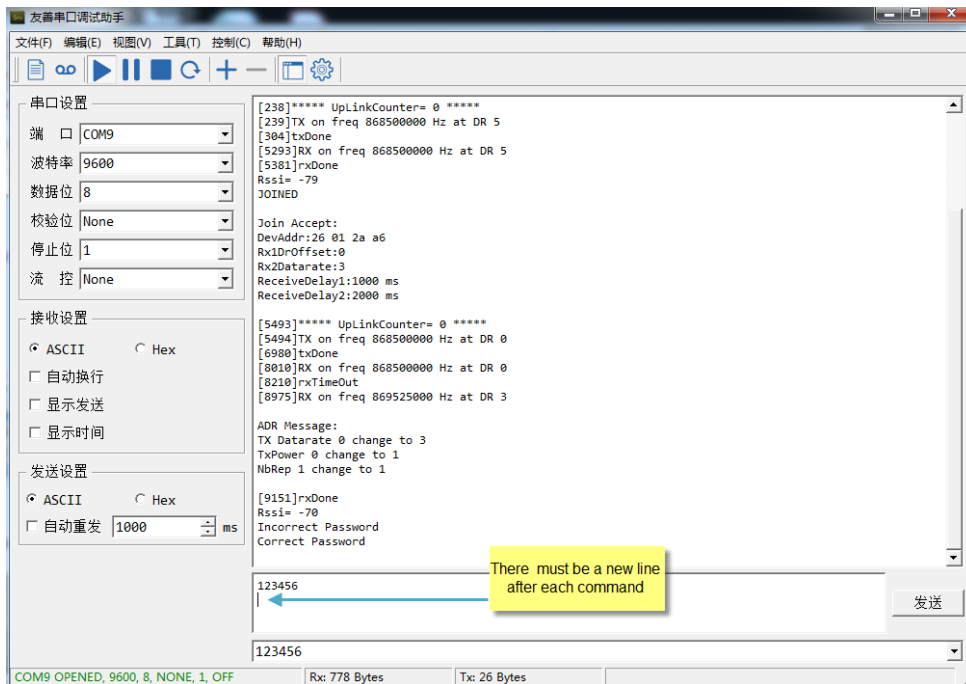 友善串口调试助手
文件(F) 编辑(E) 视图(V) 工具(T) 控制(C) 帮助(H)
串口设置
端 口 COM9
波特率 9600
数据位 8
校验位 None
停止位 1
流 控 None
接收设置
ASCII Hex
自动换行
显示发送
显示时间
发送设置
ASCII Hex
自动重发 1000 ms
[238]***** UpLinkCounter= 0 *****
[239]TX on freq 868500000 Hz at DR 5
[304]txDone
[5293]RX on freq 868500000 Hz at DR 5
[5381]rxDone
Rssi= -79
JOINED
Join Accept:
DevAddr:26 01 2a a6
Rx1DrOffset:0
Rx2Datarate:3
ReceiveDelay1:1000 ms
ReceiveDelay2:2000 ms
[5493]***** UpLinkCounter= 0 *****
[5494]TX on freq 868500000 Hz at DR 0
[6980]txDone
[8010]RX on freq 868500000 Hz at DR 0
[8210]rxTimeOut
[8975]RX on freq 869525000 Hz at DR 3
ADR Message:
TX Datarate 0 change to 3
TxPower 0 change to 1
NbRep 1 change to 1
[9151]rxDone
Rssi= -70
Incorrect Password
Correct Password
There must be a new line
after each command
123456
发送
123456
COM9 OPENED, 9600, 8, NONE, 1, OFF Rx: 778 Bytes Tx: 26 Bytes